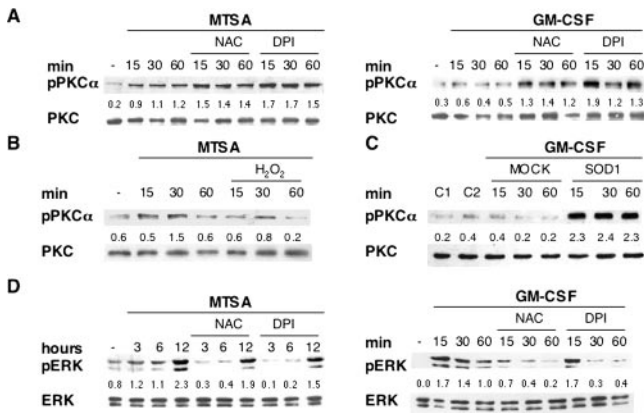 A MTSA GM-CSF
NAC DPI NAC DPI
min - 15 30 60 15 30 60 15 30 60 - 15 30 60 15 30 60 15 30 60
pPKCα pPKCα
0.2 0.9 1.1 1.2 1.5 1.4 1.4 1.7 1.7 1.5 0.3 0.6 0.4 0.5 1.3 1.4 1.2 1.9 1.2 1.3
PKC PKC
B MTSA C GM-CSF
H2O2 MOCK SOD1
min - 15 30 60 15 30 60 min C1 C2 15 30 60 15 30 60
pPKCα pPKCα
0.6 0.5 1.5 0.6 0.6 0.8 0.2 0.2 0.4 0.4 0.2 0.2 2.3 2.4 2.3
PKC PKC
D MTSA GM-CSF
NAC DPI NAC DPI
hours - 3 6 12 3 6 12 3 6 12 min - 15 30 60 15 30 60 15 30 60
pERK pERK
0.8 1.2 1.1 2.3 0.3 0.4 1.9 0.1 0.2 1.5 0.0 1.7 1.4 1.0 0.7 0.4 0.2 1.7 0.3 0.4
ERK ERK